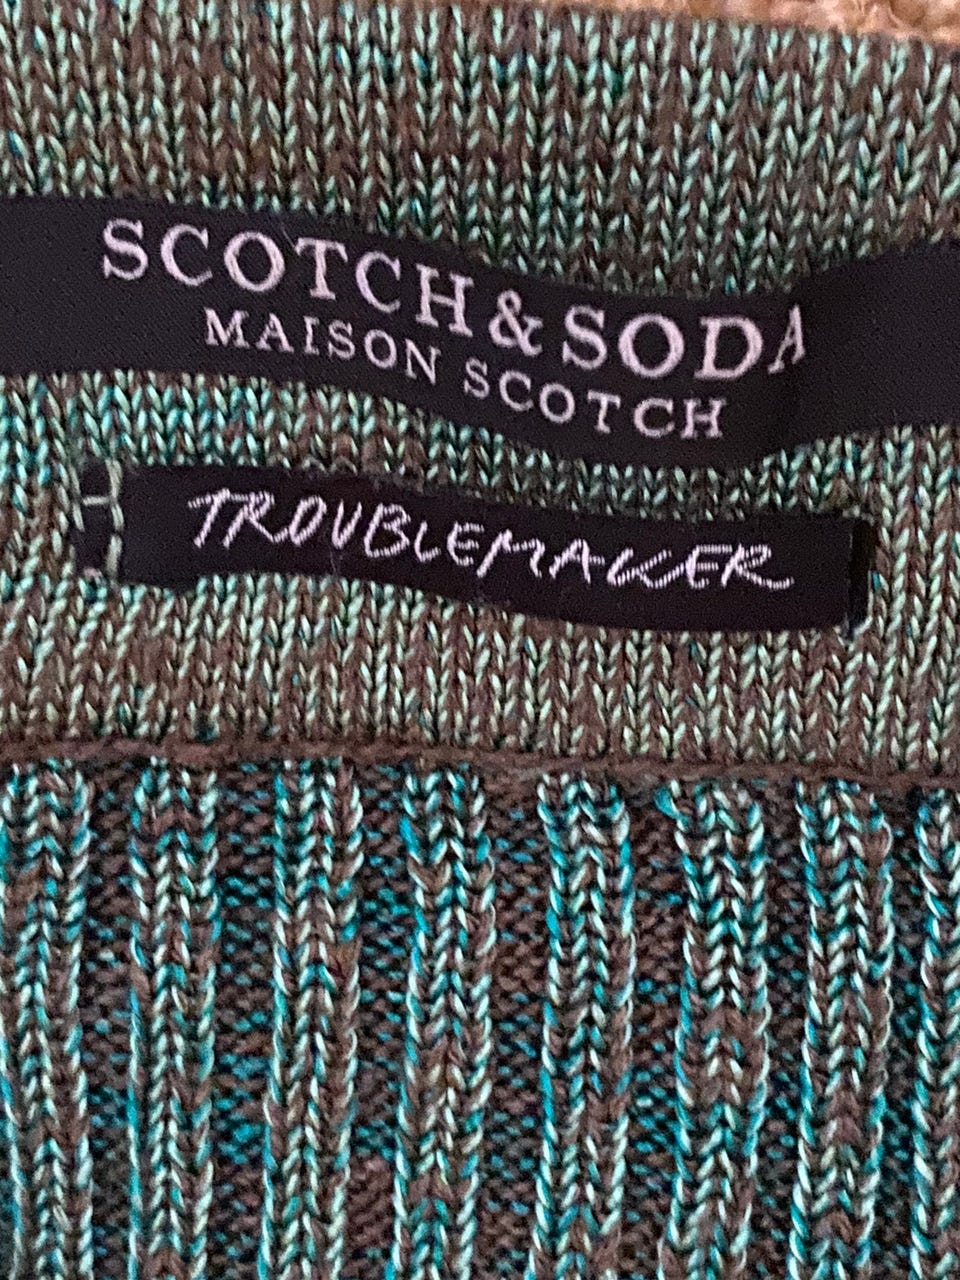 SCOTCH & SODA
MAISON SCOTCH
TROUBLEMAKER